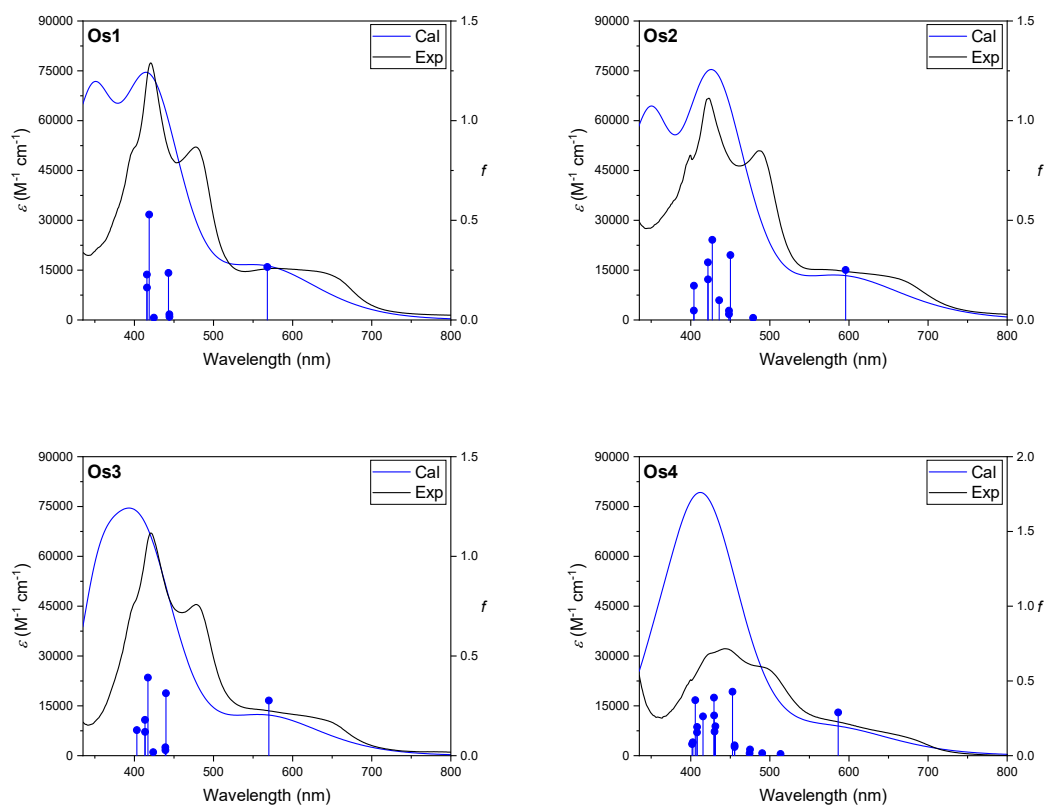 Os1
Cal
Exp
90000
75000
60000
45000
30000
15000
0
ε (M⁻¹ cm⁻¹)
1.5
1.0
0.5
0.0
f
400 500 600 700 800
Wavelength (nm)
Os2
Cal
Exp
90000
75000
60000
45000
30000
15000
0
ε (M⁻¹ cm⁻¹)
1.5
1.0
0.5
0.0
f
400 500 600 700 800
Wavelength (nm)
Os3
Cal
Exp
90000
75000
60000
45000
30000
15000
0
ε (M⁻¹ cm⁻¹)
1.5
1.0
0.5
0.0
f
400 500 600 700 800
Wavelength (nm)
Os4
Cal
Exp
90000
75000
60000
45000
30000
15000
0
ε (M⁻¹ cm⁻¹)
2.0
1.5
1.0
0.5
0.0
f
400 500 600 700 800
Wavelength (nm)